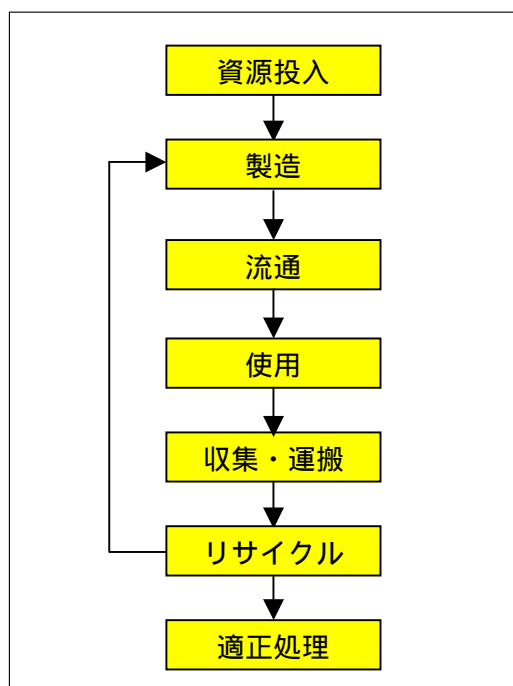 資源投入
製造
流通
使用
収集・運搬
リサイクル
適正処理